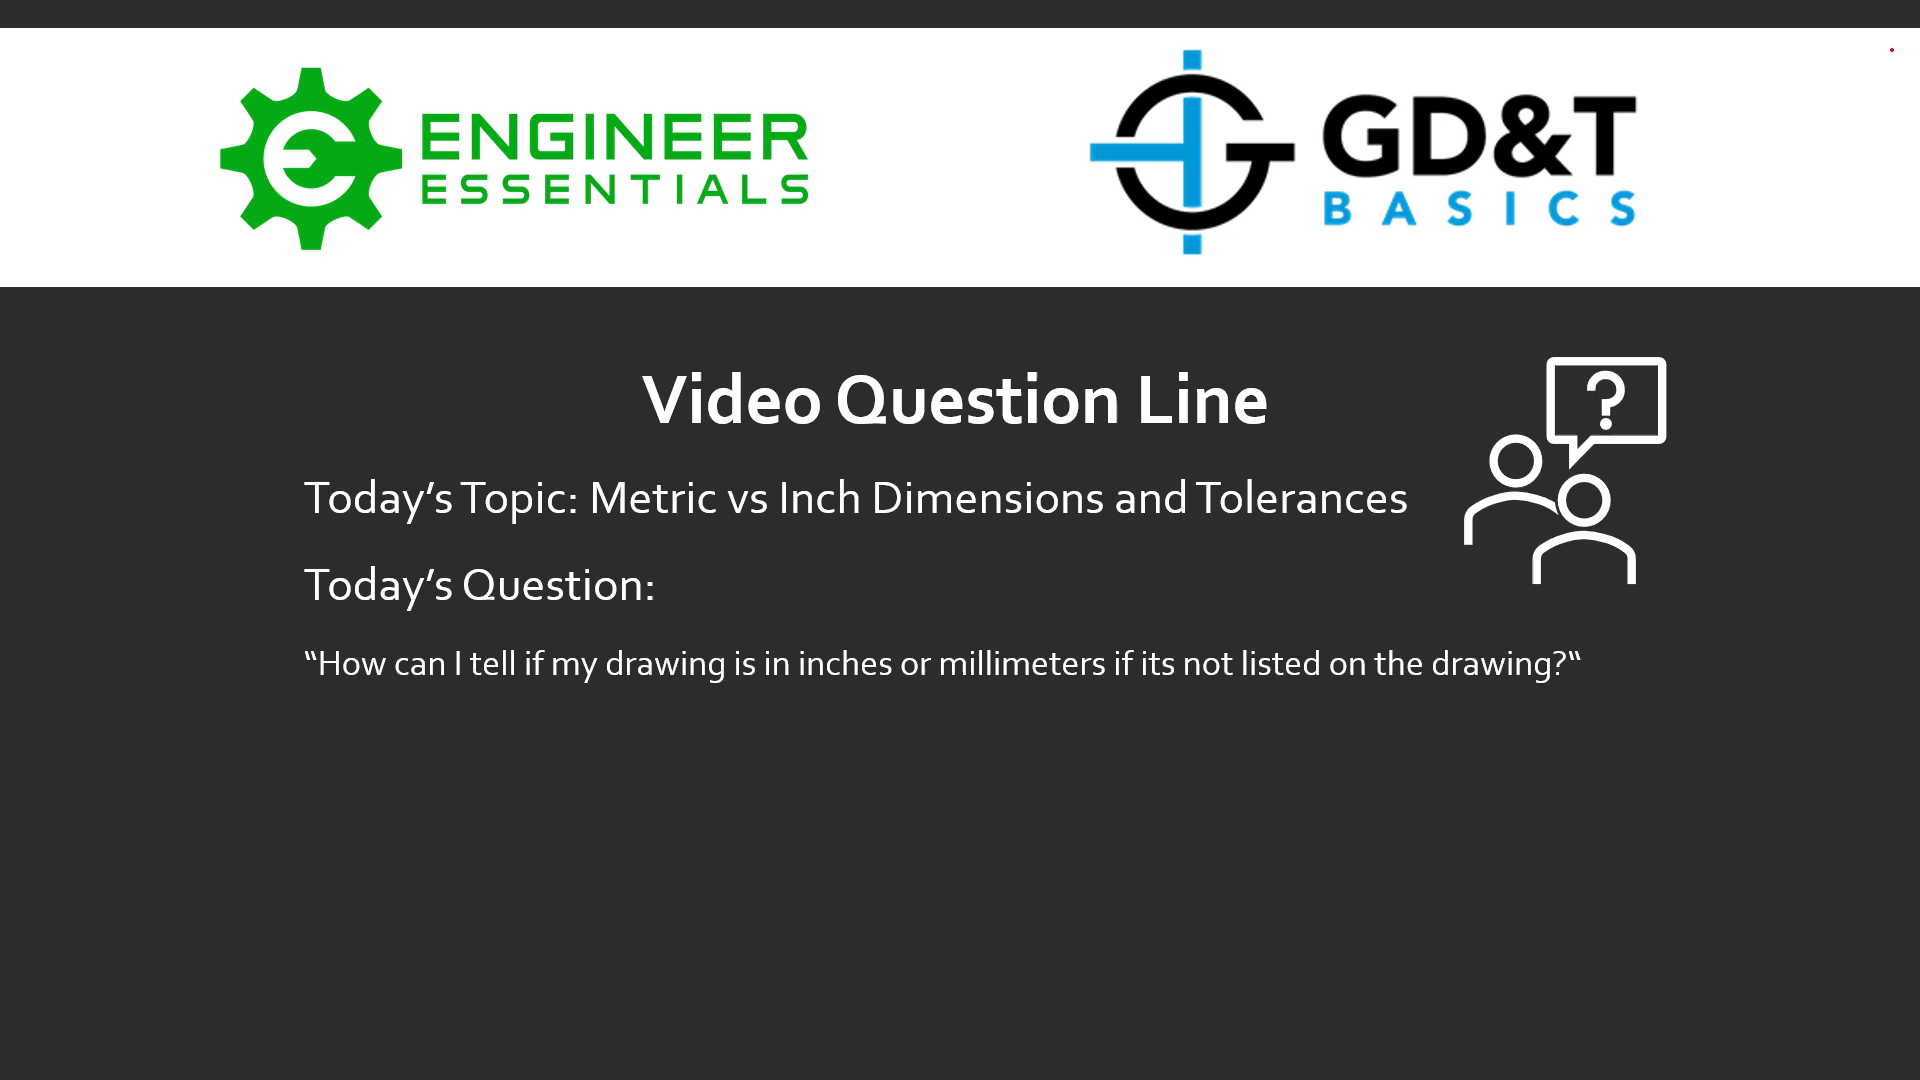 ENGINEER
ESSENTIALS
GD&T
BASICS
Video Question Line
?
Today’s Topic: Metric vs Inch Dimensions and Tolerances
Today’s Question:
“How can I tell if my drawing is in inches or millimeters if its not listed on the drawing?“